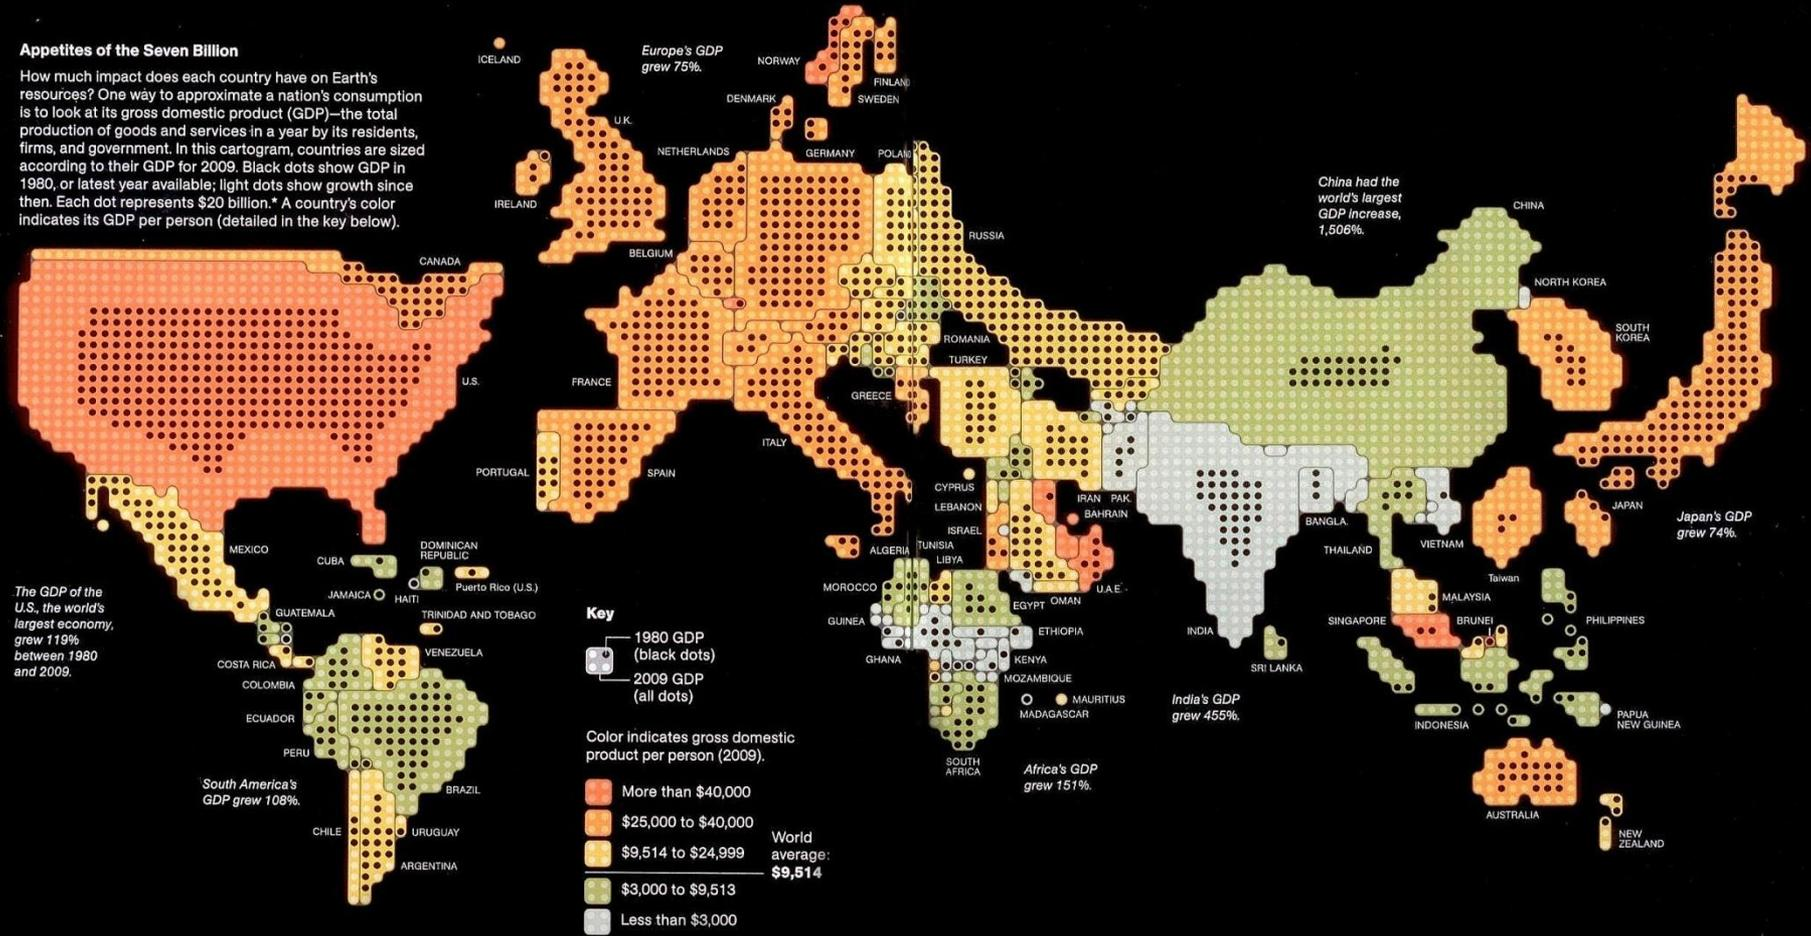 Appetites of the Seven Billion
How much impact does each country have on Earth's
resources? One way to approximate a nation's consumption
is to look at its gross domestic product (GDP)—the total
production of goods and services in a year by its residents,
firms, and government. In this cartogram, countries are sized
according to their GDP for 2009. Black dots show GDP in
1980, or latest year available; light dots show growth since
then. Each dot represents $20 billion.* A country's color
indicates its GDP per person (detailed in the key below).
ICELAND
Europe's GDP
grew 75%.
NORWAY
FINLAND
SWEDEN
DENMARK
U.K.
NETHERLANDS
GERMANY
POLAND
IRELAND
BELGIUM
RUSSIA
China had the
world's largest
GDP increase,
1,506%.
CHINA
NORTH KOREA
SOUTH
KOREA
CANADA
U.S.
ROMANIA
TURKEY
FRANCE
GREECE
ITALY
PORTUGAL
SPAIN
CYPRUS
LEBANON
ISRAEL
IRAN
PAK.
BAHRAIN
BANGLA.
THAILAND
VIETNAM
JAPAN
Japan's GDP
grew 74%.
MEXICO
CUBA
DOMINICAN
REPUBLIC
Puerto Rico (U.S.)
JAMAICA
HAITI
TRINIDAD AND TOBAGO
GUATEMALA
The GDP of the
U.S., the world's
largest economy,
grew 119%
between 1980
and 2009.
COSTA RICA
VENEZUELA
COLOMBIA
ECUADOR
PERU
South America's
GDP grew 108%.
BRAZIL
CHILE
URUGUAY
ARGENTINA
ALGERIA
TUNISIA
LIBYA
MOROCCO
EGYPT
OMAN
U.A.E.
GUINEA
ETHIOPIA
GHANA
KENYA
MOZAMBIQUE
MAURITIUS
MADAGASCAR
SOUTH
AFRICA
Africa's GDP
grew 151%.
INDIA
SRI LANKA
India's GDP
grew 455%.
Taiwan
MALAYSIA
SINGAPORE
BRUNEI
PHILIPPINES
INDONESIA
PAPUA
NEW GUINEA
AUSTRALIA
NEW
ZEALAND
Key
1980 GDP
(black dots)
2009 GDP
(all dots)
Color indicates gross domestic
product per person (2009).
More than $40,000
$25,000 to $40,000
$9,514 to $24,999
World
average:
$9,514
$3,000 to $9,513
Less than $3,000